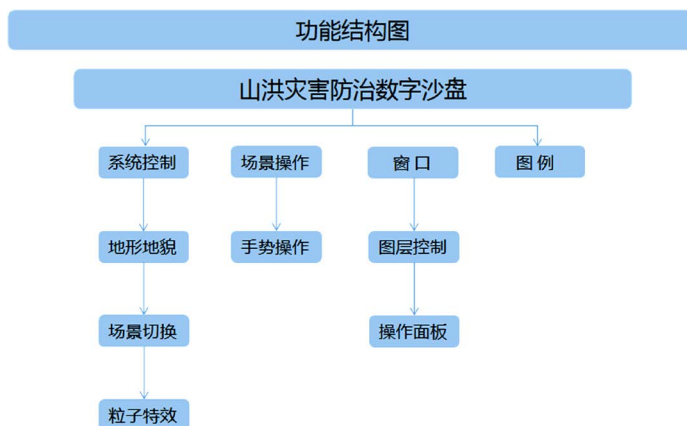 功能结构图
山洪灾害防治数字沙盘
系统控制
场景操作
窗口
图例
地形地貌
手势操作
图层控制
场景切换
操作面板
粒子特效